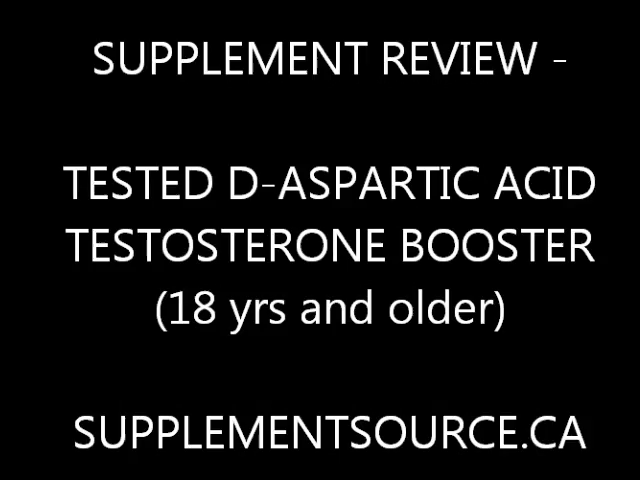 SUPPLEMENT REVIEW -
TESTED D-ASPARTIC ACID
TESTOSTERONE BOOSTER
(18 yrs and older)
SUPPLEMENTSOURCE.CA